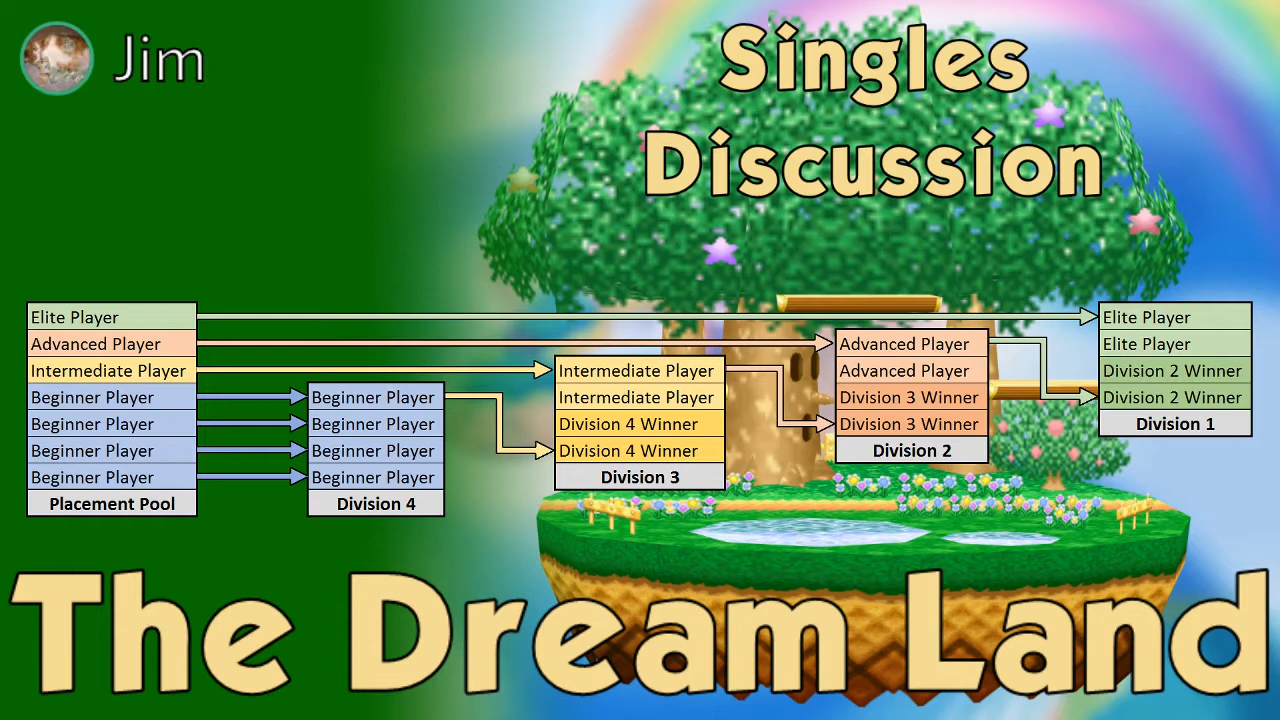 Jim
Singles
Discussion
Elite Player
Advanced Player
Intermediate Player
Beginner Player
Beginner Player
Beginner Player
Beginner Player
Placement Pool
Beginner Player
Beginner Player
Beginner Player
Beginner Player
Division 4
Intermediate Player
Intermediate Player
Division 4 Winner
Division 4 Winner
Division 3
Advanced Player
Advanced Player
Division 3 Winner
Division 3 Winner
Division 2
Elite Player
Elite Player
Division 2 Winner
Division 2 Winner
Division 1
The Dream Land